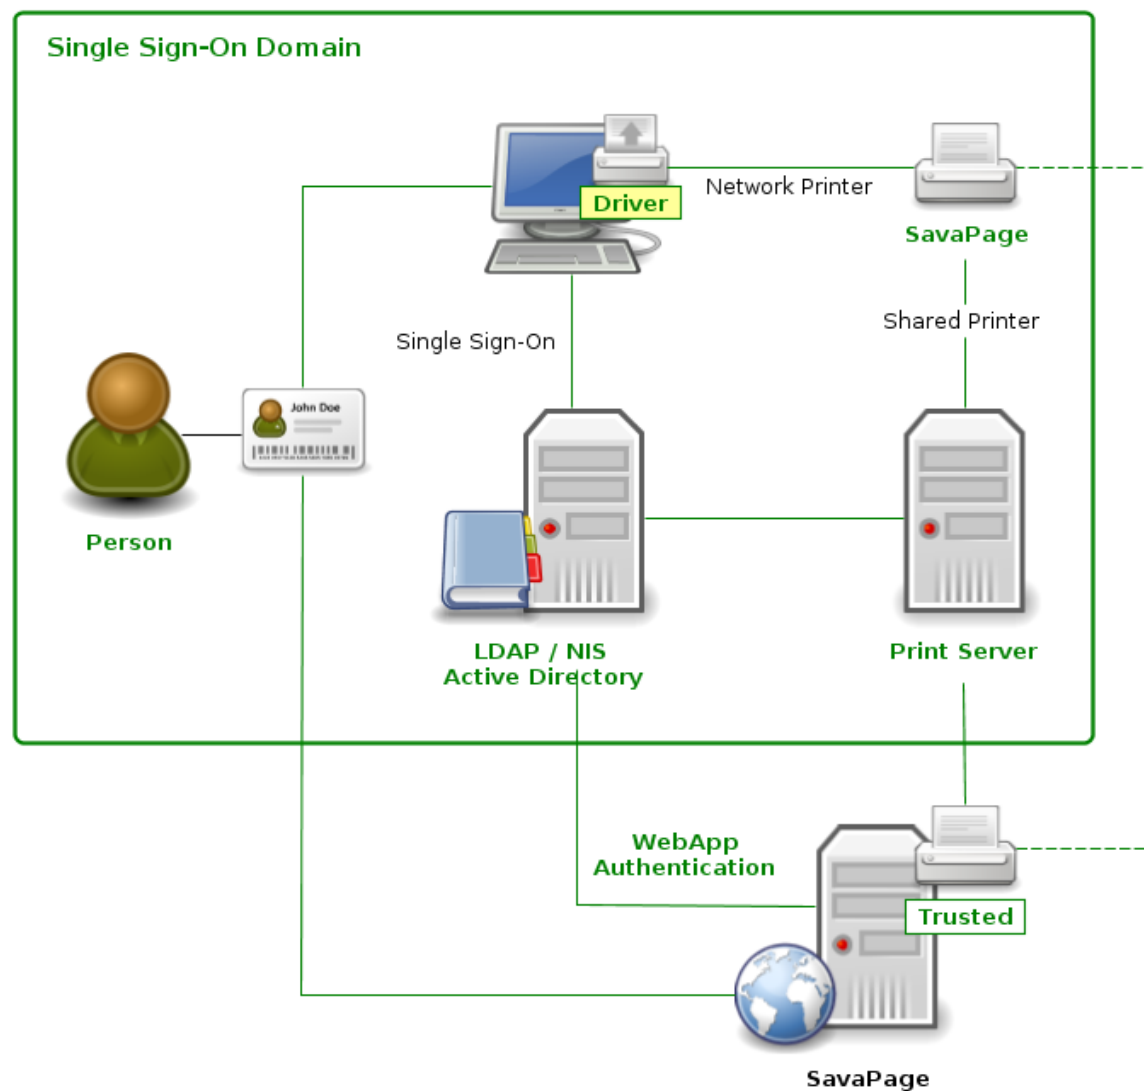 Single Sign-On Domain
Driver
Network Printer
SavaPage
Single Sign-On
Shared Printer
John Doe
Person
LDAP / NIS
Active Directory
Print Server
WebApp
Authentication
Trusted
SavaPage